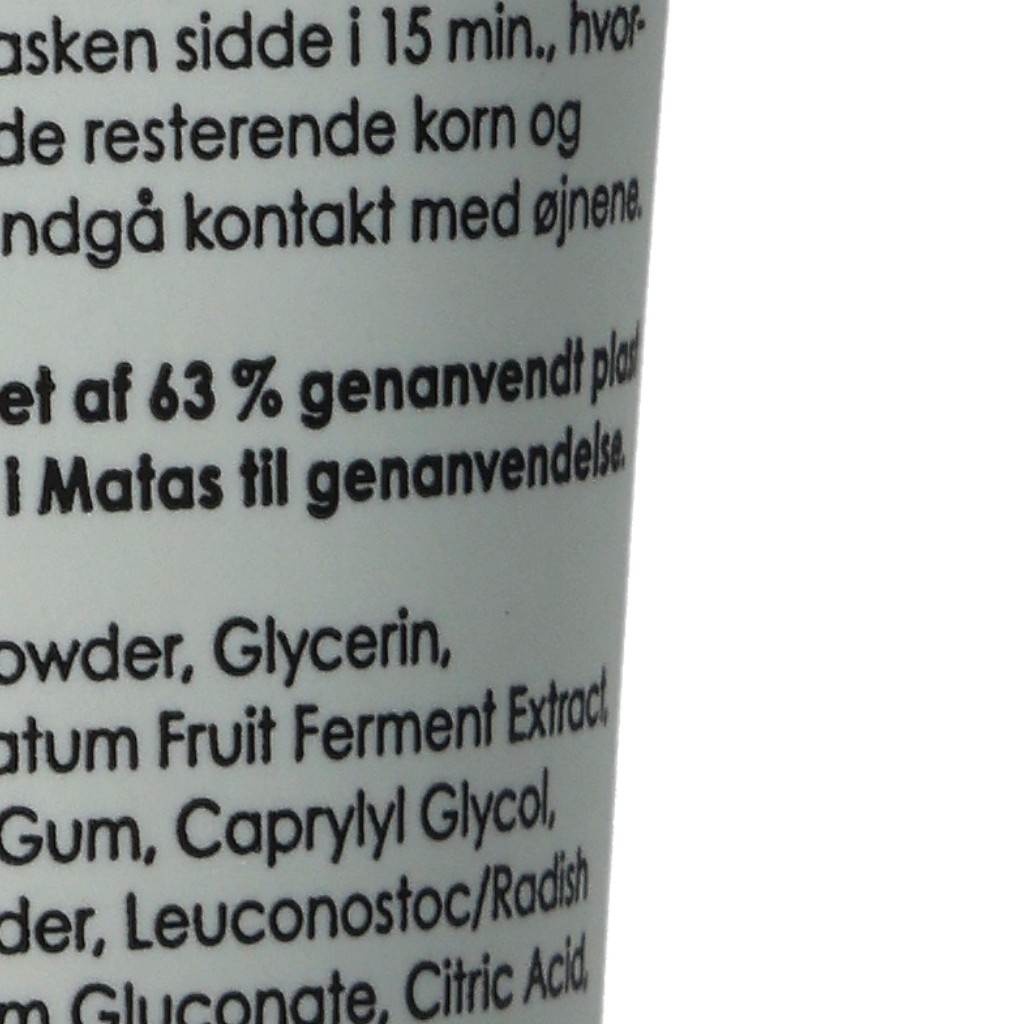 asken sidde i 15 min., hvor-
de resterende korn og
ndgå kontakt med øjnene.
et af 63 % genanvendt plast
i Matas til genanvendelse.
owder, Glycerin,
atum Fruit Ferment Extract,
Gum, Caprylyl Glycol,
der, Leuconostoc/Radish
m Gluconate, Citric Acid,